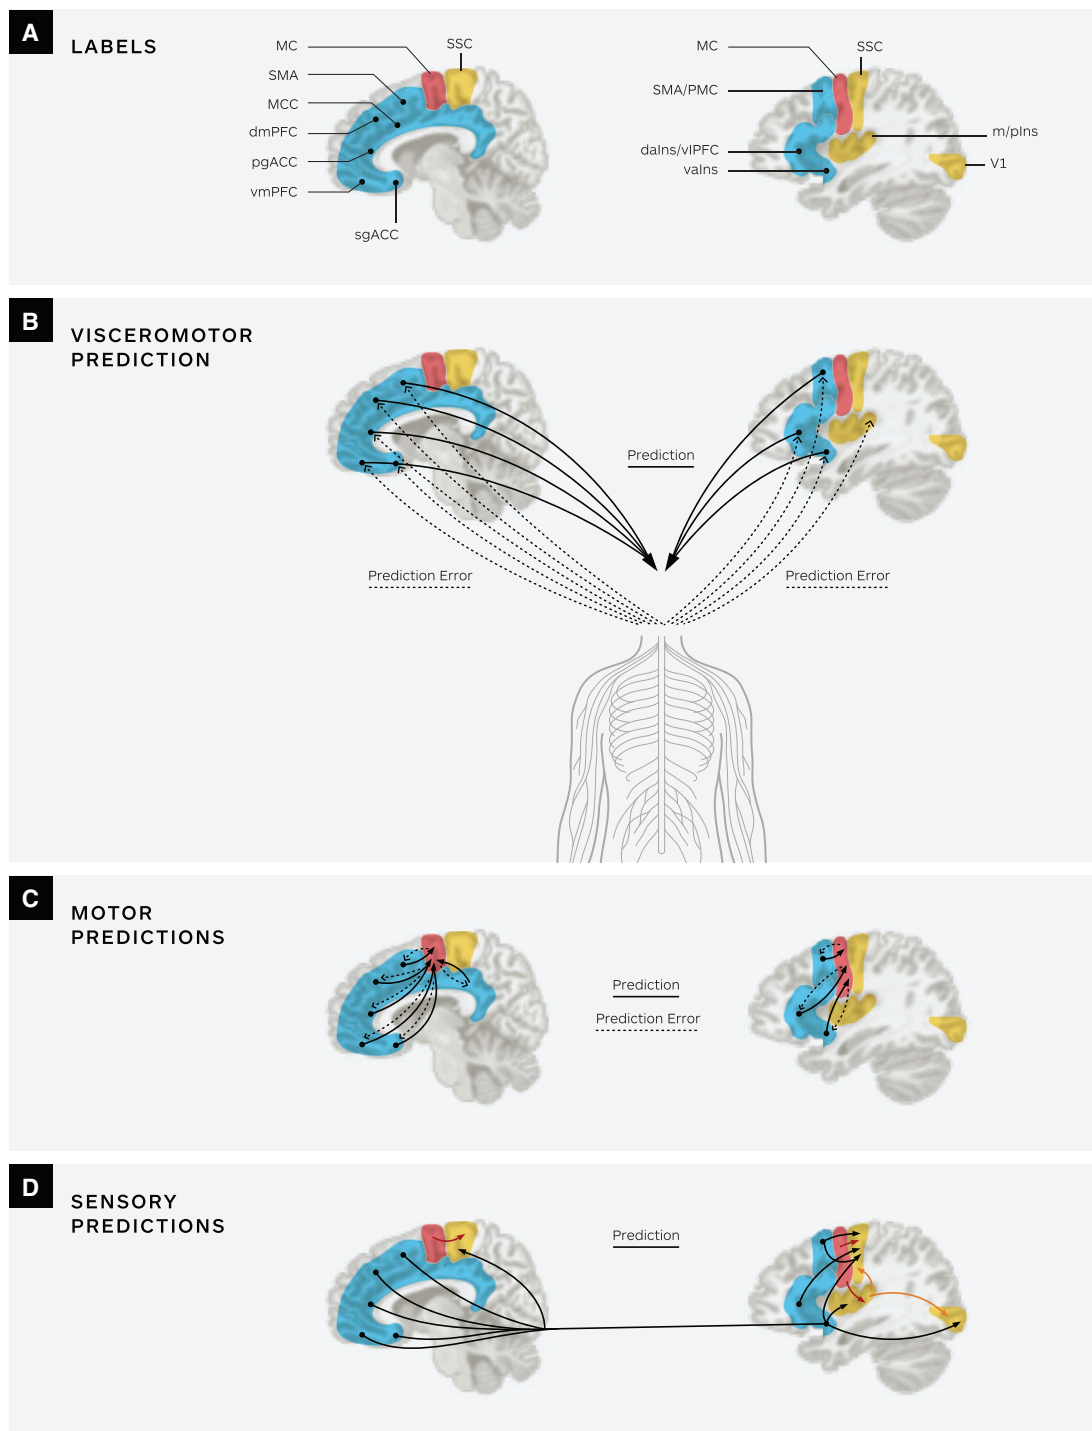 A
LABELS
MC
SSC
SMA
MCC
dmPFC
pgACC
vmPFC
sgACC
MC
SSC
SMA/PMC
m/pIns
daIns/vlPFC
V1
vaIns
B
VISCEROMOTOR
PREDICTION
Prediction
Prediction Error
Prediction Error
C
MOTOR
PREDICTIONS
Prediction
Prediction Error
D
SENSORY
PREDICTIONS
Prediction